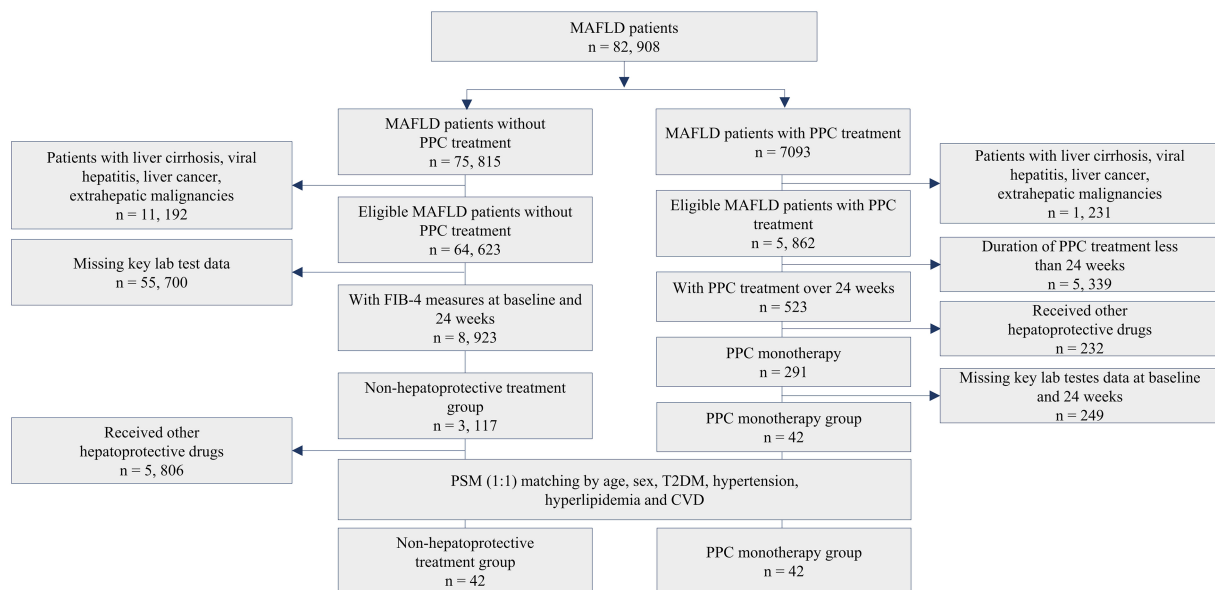 MAFLD patients
n = 82, 908
MAFLD patients without
PPC treatment
n = 75, 815
MAFLD patients with PPC treatment
n = 7093
Patients with liver cirrhosis, viral
hepatitis, liver cancer,
extrahepatic malignancies
n = 11, 192
Patients with liver cirrhosis, viral
hepatitis, liver cancer,
extrahepatic malignancies
n = 1, 231
Eligible MAFLD patients without
PPC treatment
n = 64, 623
Eligible MAFLD patients with PPC
treatment
n = 5, 862
Missing key lab test data
n = 55, 700
Duration of PPC treatment less
than 24 weeks
n = 5, 339
With FIB-4 measures at baseline and
24 weeks
n = 8, 923
With PPC treatment over 24 weeks
n = 523
Received other
hepatoprotective drugs
n = 232
PPC monotherapy
n = 291
Non-hepatoprotective treatment
group
n = 3, 117
Missing key lab testes data at baseline
and 24 weeks
n = 249
PPC monotherapy group
n = 42
Received other
hepatoprotective drugs
n = 5, 806
PSM (1:1) matching by age, sex, T2DM, hypertension,
hyperlipidemia and CVD
Non-hepatoprotective
treatment group
n = 42
PPC monotherapy group
n = 42